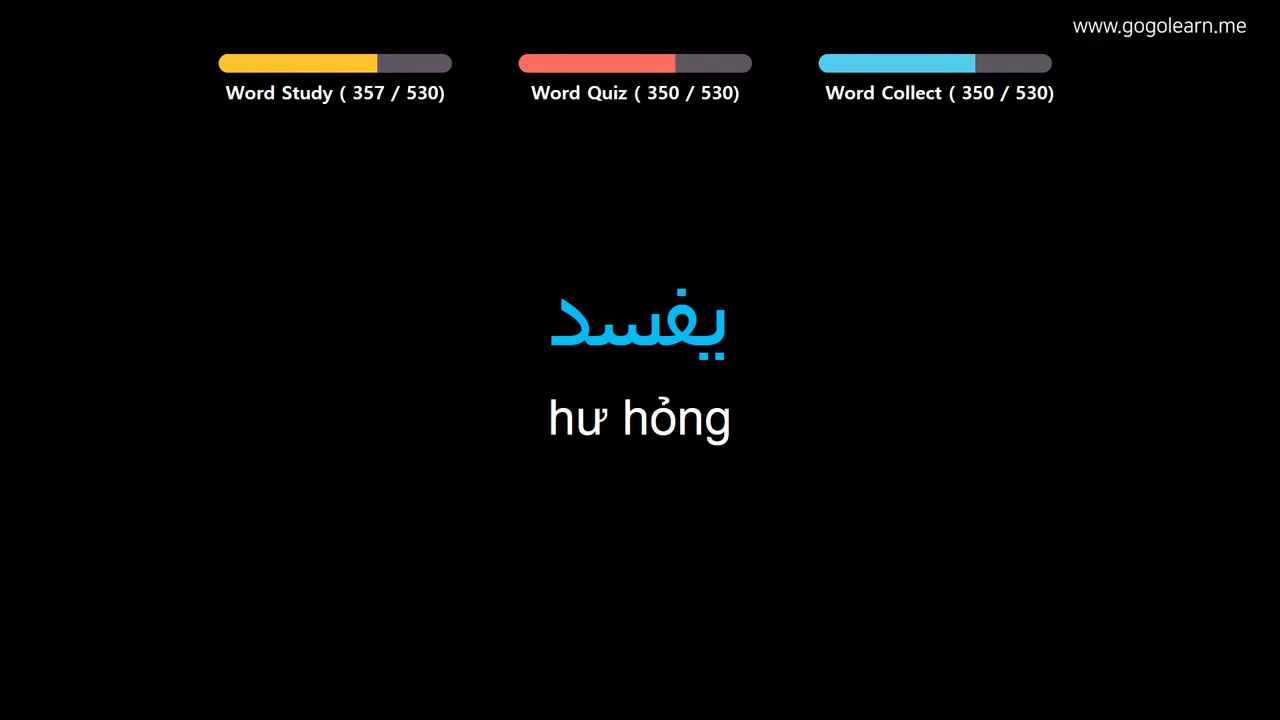 www.gogolearn.me
Word Study ( 357 / 530)
Word Quiz ( 350 / 530)
Word Collect ( 350 / 530)
يفسد
hư hỏng